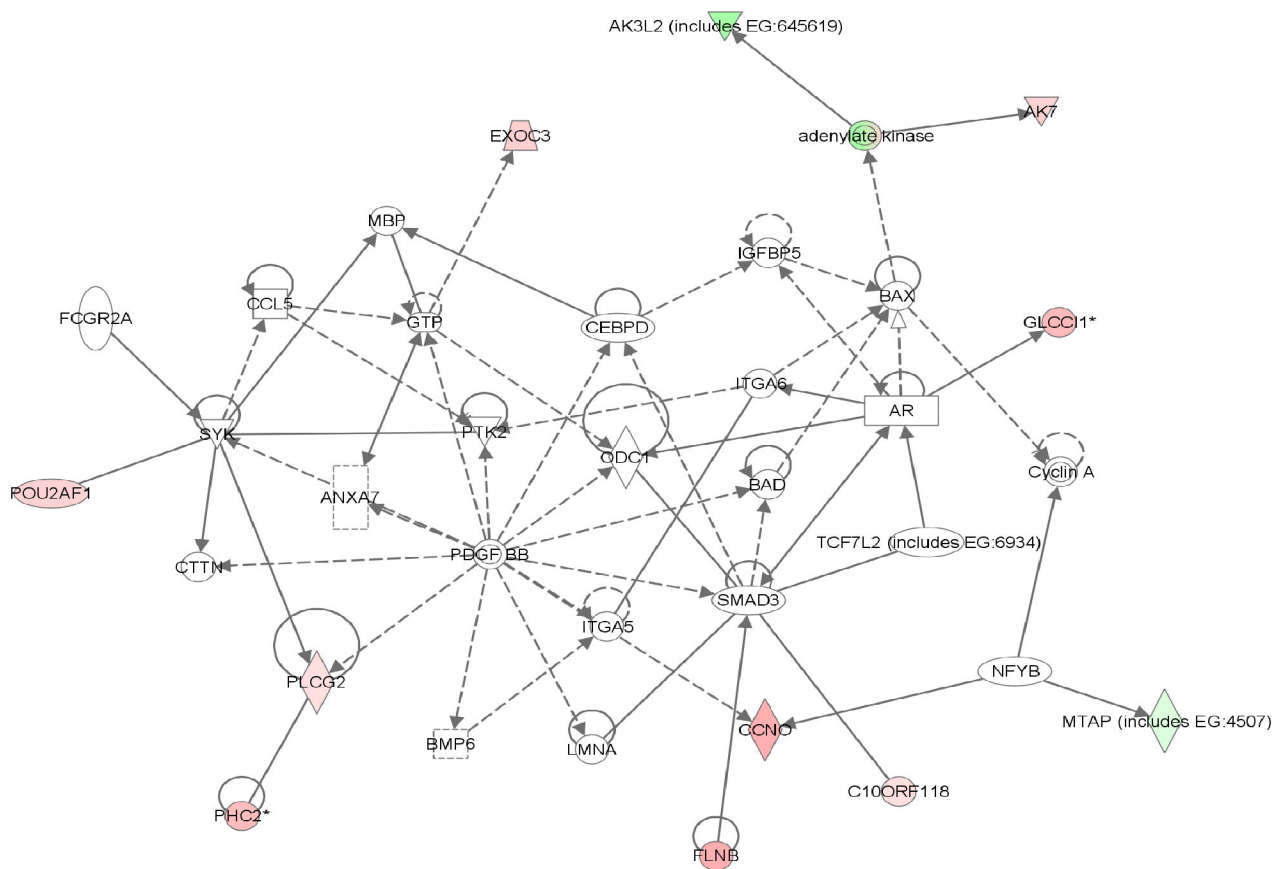 AK3L2 (includes EG:645619)
AK7
EXOC3
adenylate kinase
MBP
IGFBP5
CCL5
BAX
FCGR2A
GTP
CEBPD
GLCCI1*
ITGA6
AR
SYK
PTK2
ODC1
Cyclin A
BAD
POU2AF1
ANXA7
TCF7L2 (includes EG:6934)
PDGF BB
CTTN
SMAD3
ITGA5
NFYB
PLCG2
MTAP (includes EG:4507)
CCNO
BMP6
LMNA
C10ORF118
PHC2*
FLNB